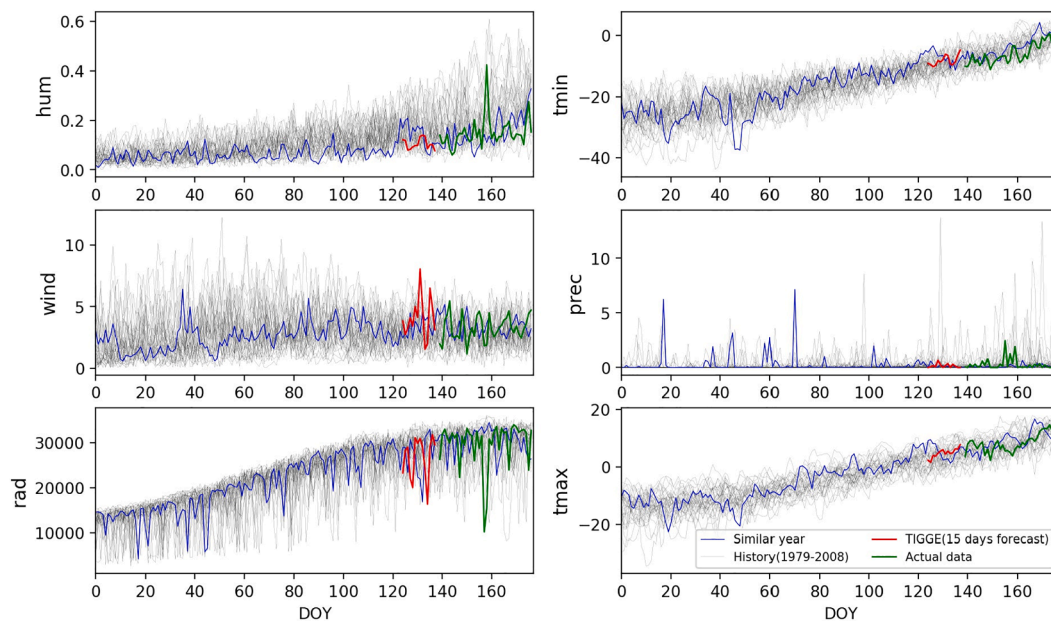 hum
0.6
0.4
0.2
0.0
0 20 40 60 80 100 120 140 160
tmin
0
−20
−40
0 20 40 60 80 100 120 140 160
wind
10
5
0
0 20 40 60 80 100 120 140 160
prec
10
5
0
0 20 40 60 80 100 120 140 160
rad
30000
20000
10000
0 20 40 60 80 100 120 140 160
DOY
tmax
20
0
−20
Similar year
History(1979-2008)
TIGGE(15 days forecast)
Actual data
0 20 40 60 80 100 120 140 160
DOY